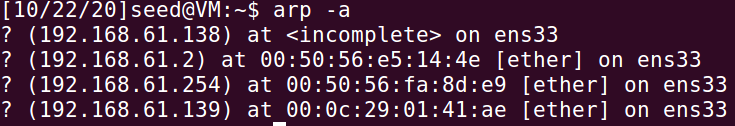 [10/22/20]seed@VM:~$ arp -a
? (192.168.61.138) at <incomplete> on ens33
? (192.168.61.2) at 00:50:56:e5:14:4e [ether] on ens33
? (192.168.61.254) at 00:50:56:fa:8d:e9 [ether] on ens33
? (192.168.61.139) at 00:0c:29:01:41:ae [ether] on ens33